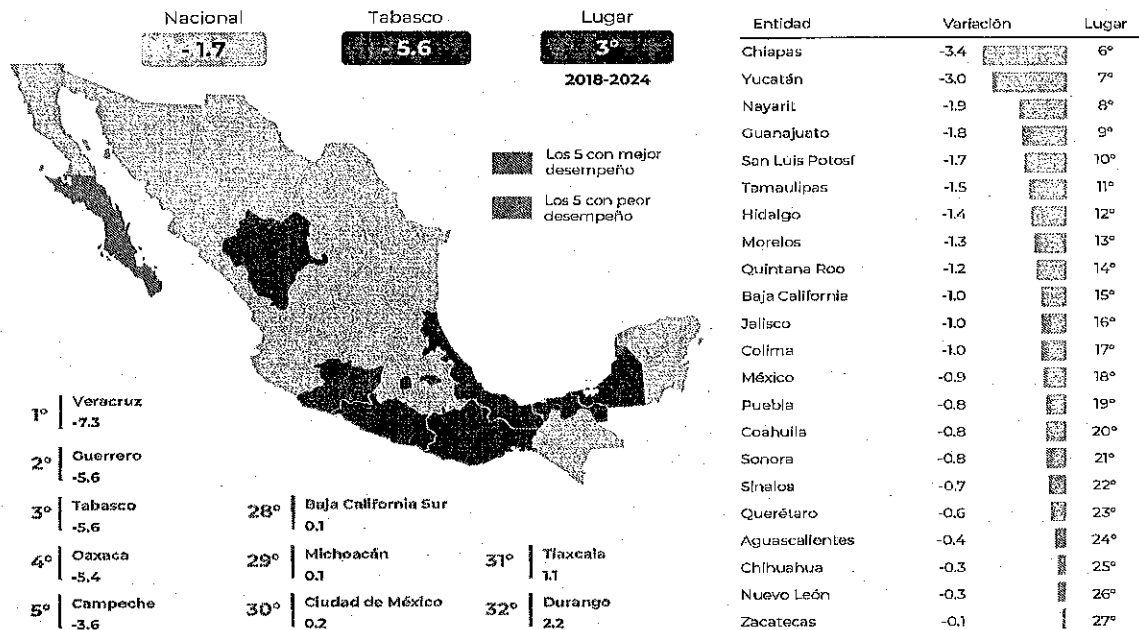 Nacional
- 1.7
Tabasco
- 5.6
Lugar
3°
2018-2024
Los 5 con mejor
desempeño
Los 5 con peor
desempeño
1° Veracruz
-7.3
2° Guerrero
-5.6
3° Tabasco
-5.6
4° Oaxaca
-5.4
5° Campeche
-3.6
28° Baja California Sur
0.1
29° Michoacán
0.1
30° Ciudad de México
0.2
31° Tlaxcala
1.1
32° Durango
2.2
Entidad Variación Lugar
Chiapas -3.4 6°
Yucatán -3.0 7°
Nayarit -1.9 8°
Guanajuato -1.8 9°
San Luis Potosí -1.7 10°
Tamaulipas -1.5 11°
Hidalgo -1.4 12°
Morelos -1.3 13°
Quintana Roo -1.2 14°
Baja California -1.0 15°
Jalisco -1.0 16°
Colima -1.0 17°
México -0.9 18°
Puebla -0.8 19°
Coahuila -0.8 20°
Sonora -0.8 21°
Sinaloa -0.7 22°
Querétaro -0.6 23°
Aguascalientes -0.4 24°
Chihuahua -0.3 25°
Nuevo León -0.3 26°
Zacatecas -0.1 27°